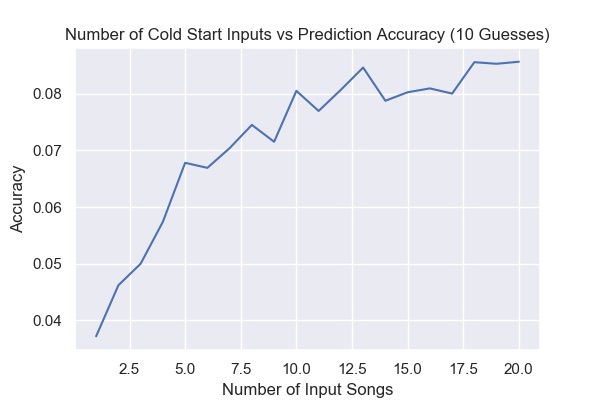 Number of Cold Start Inputs vs Prediction Accuracy (10 Guesses)
0.08
0.07
0.06
0.05
0.04
Accuracy
2.5 5.0 7.5 10.0 12.5 15.0 17.5 20.0
Number of Input Songs